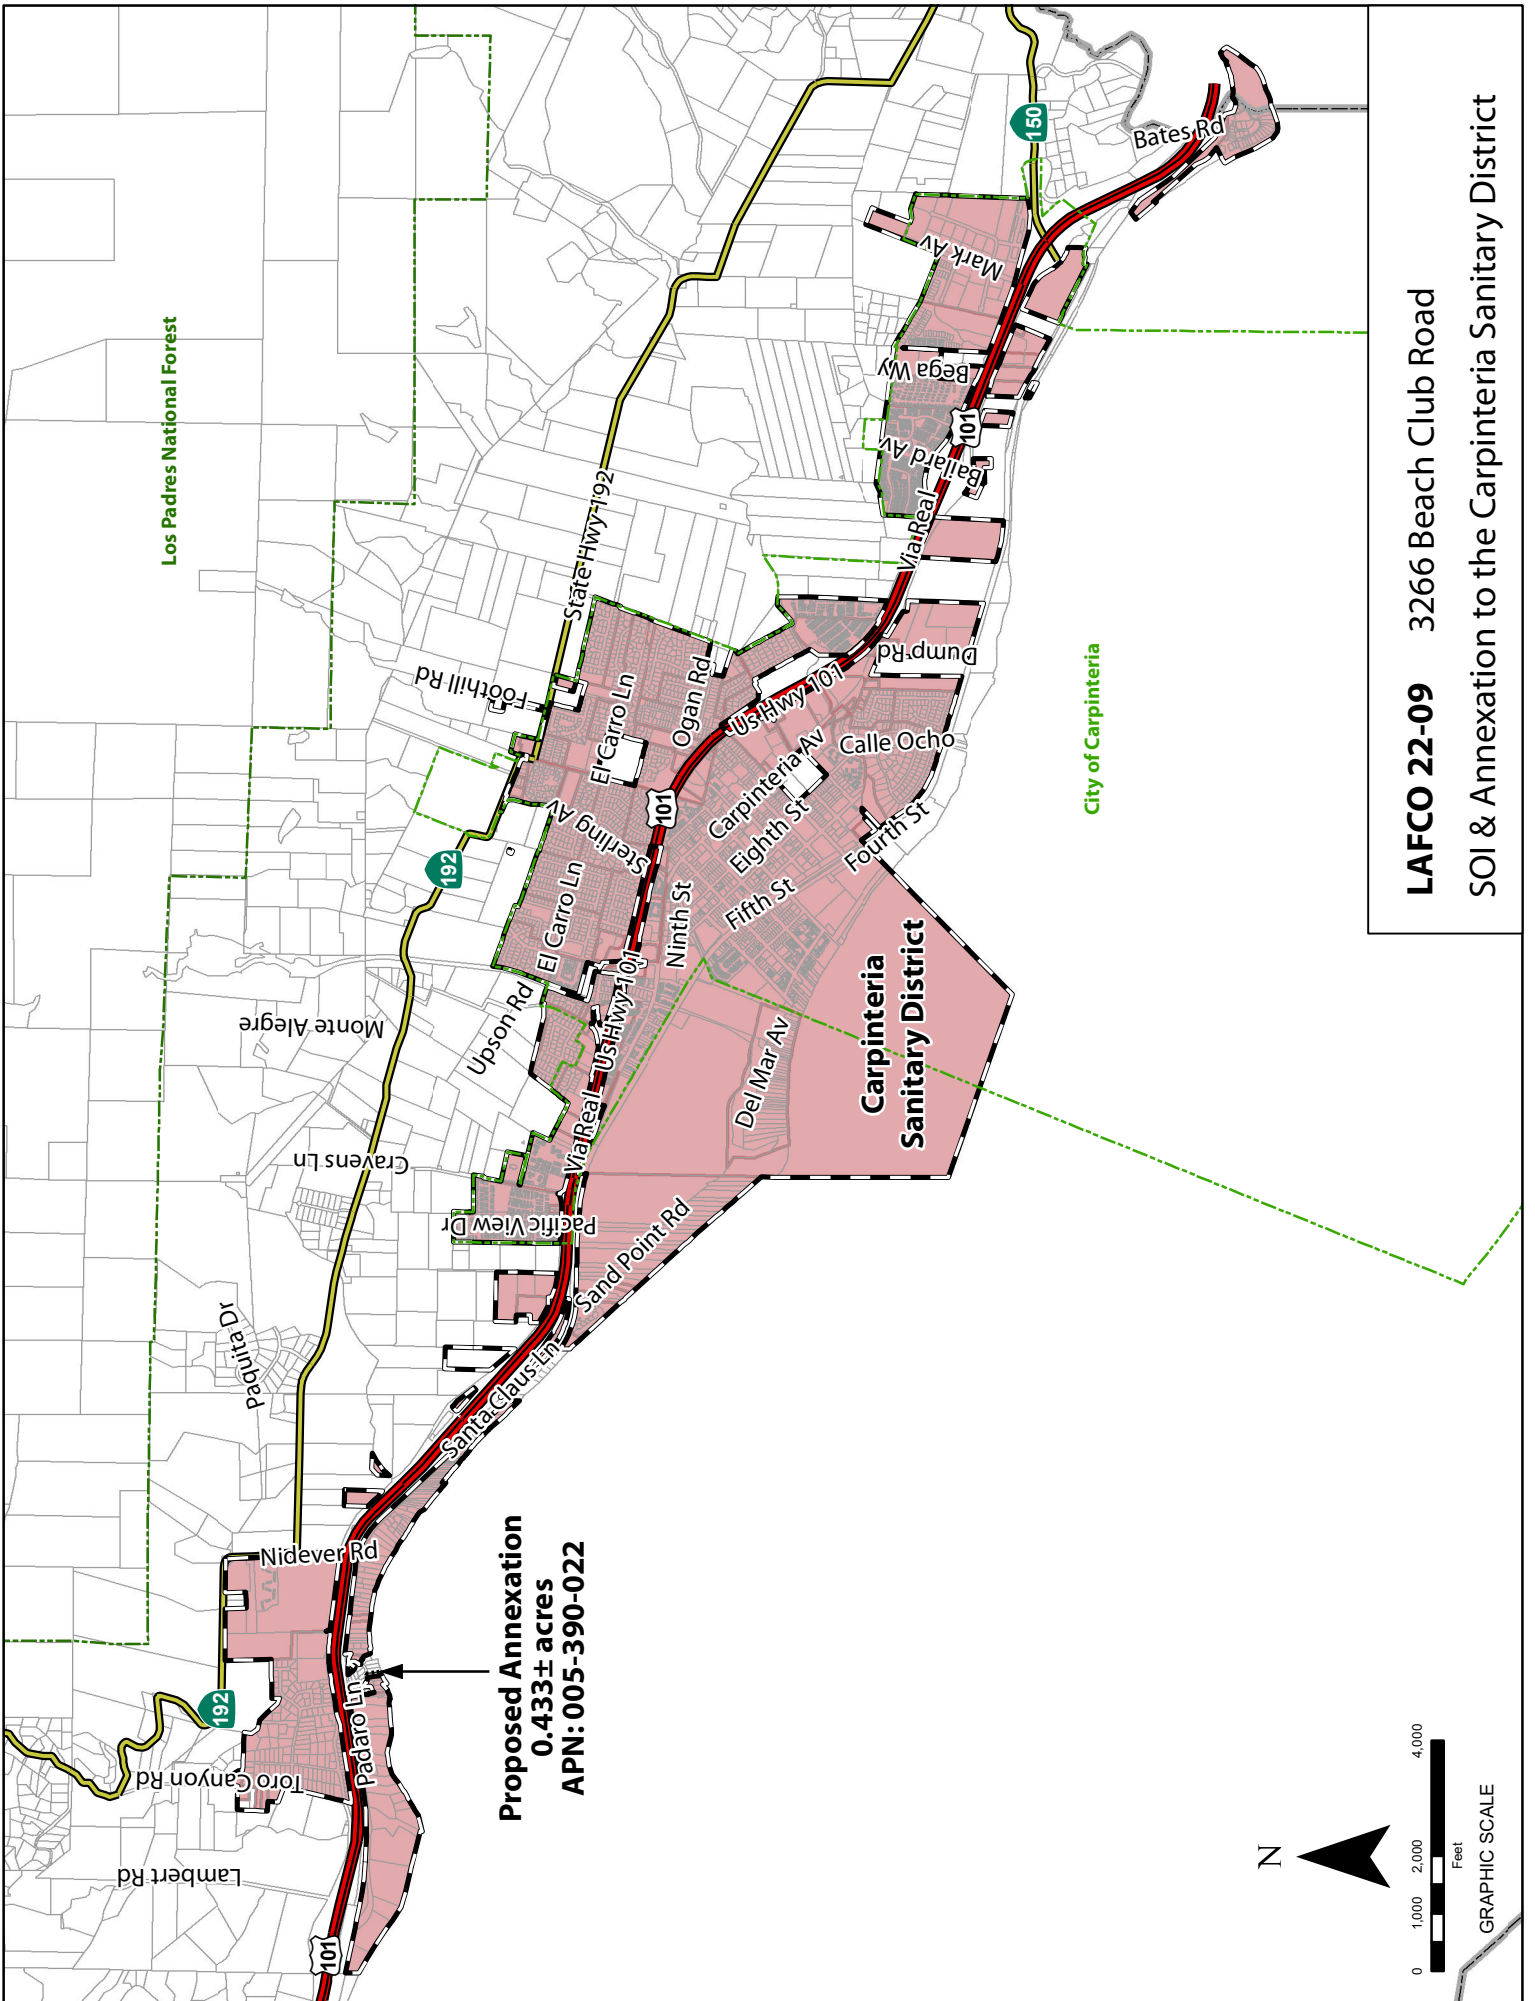 Los Padres National Forest
State Hwy 192
Foothill Rd
192
Monte Alegre
Cravens Ln
Paquita Dr
Nidever Rd
192
Toro Canyon Rd
Lambert Rd
101
Padaro Ln
Santa Claus Ln
Sand Point Rd
Pacific View Dr
Via Real
Us Hwy 101
Upson Rd
El Carro Ln
Sterling Av
El Carro Ln
Ogan Rd
101
Us Hwy 101
Ninth St
Carpinteria Av
Eighth St
Fifth St
Fourth St
Calle Ocho
Dump Rd
Via Real
Bailard Av
101
Bega Wy
Mark Av
150
Bates Rd
Del Mar Av
Carpinteria
Sanitary District
City of Carpinteria
Proposed Annexation
0.433± acres
APN: 005-390-022
N
0 1,000 2,000 4,000
Feet
GRAPHIC SCALE
LAFCO 22-09 3266 Beach Club Road
SOI & Annexation to the Carpinteria Sanitary District